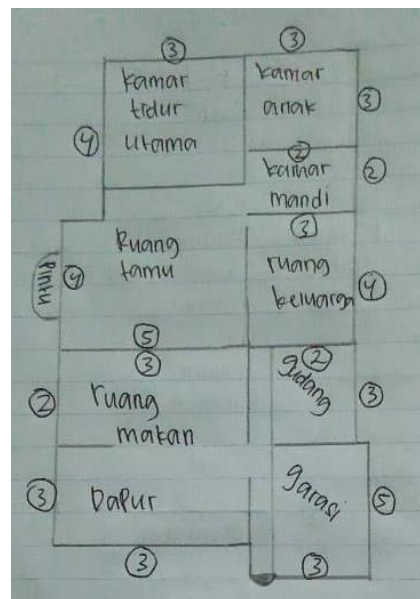 3
3
kamar
tidur
utama
4
kamar
anak
3
2
kamar
mandi
2
Ruang
tamu
Pintu
4
5
3
ruang
keluarga
4
3
ruang
makan
2
2
gudang
3
Dapur
3
3
garasi
5
3